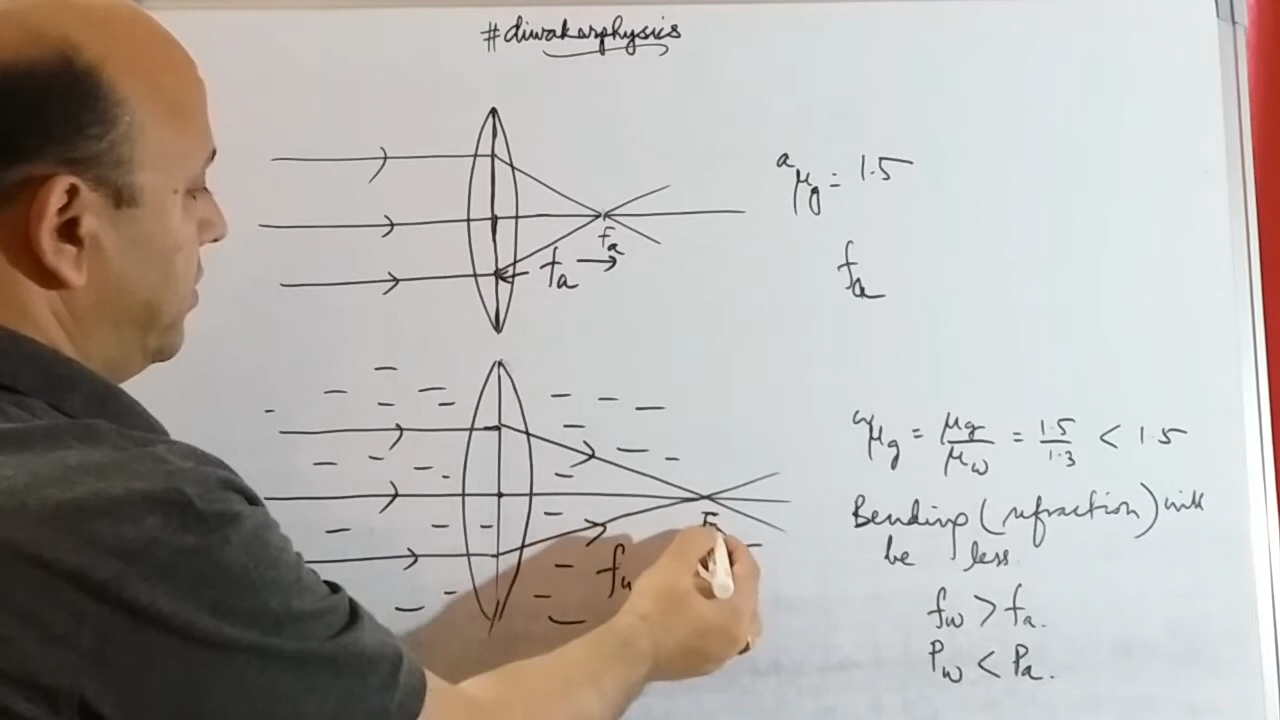 #diwakarphysics
ᵃμg = 1.5
fa
fa
fa
ʷμg = μg/μw = 1.5/1.3 < 1.5
Bending (refraction) will
be less
F
fw > fa.
Pw < Pa.